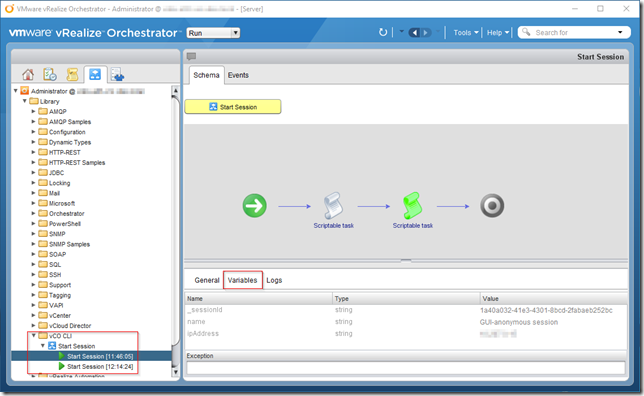 VMware vRealize Orchestrator - Administrator @ - [Server]
vmware vRealize Orchestrator
Run
Tools
Help
Search for
Start Session
Schema
Events
Start Session
Administrator @
Library
AMQP
AMQP Samples
Configuration
Dynamic Types
HTTP-REST
HTTP-REST Samples
JDBC
Locking
Mail
Microsoft
Orchestrator
PowerShell
SNMP
SNMP Samples
SOAP
SQL
SSH
Support
Tagging
VAPI
vCenter
vCloud Director
vCO CLI
Start Session
Start Session [11:46:05]
Start Session [12:14:24]
vRealize Automation
Scriptable task
Scriptable task
General
Variables
Logs
Name Type Value
_sessionId string 1a40a032-41e3-4301-8bcd-2fabaeb252bc
name string GUI-anonymous session
ipAddress string
Exception